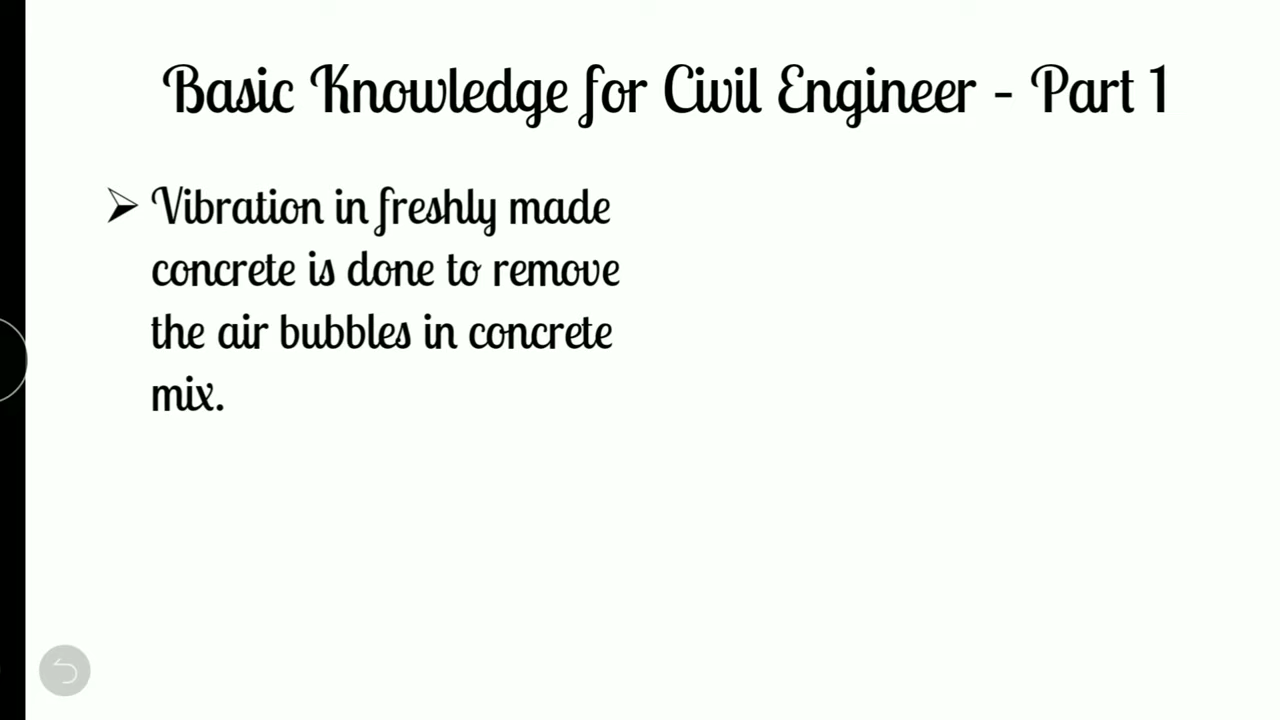 Basic Knowledge for Civil Engineer - Part 1
Vibration in freshly made
concrete is done to remove
the air bubbles in concrete
mix.